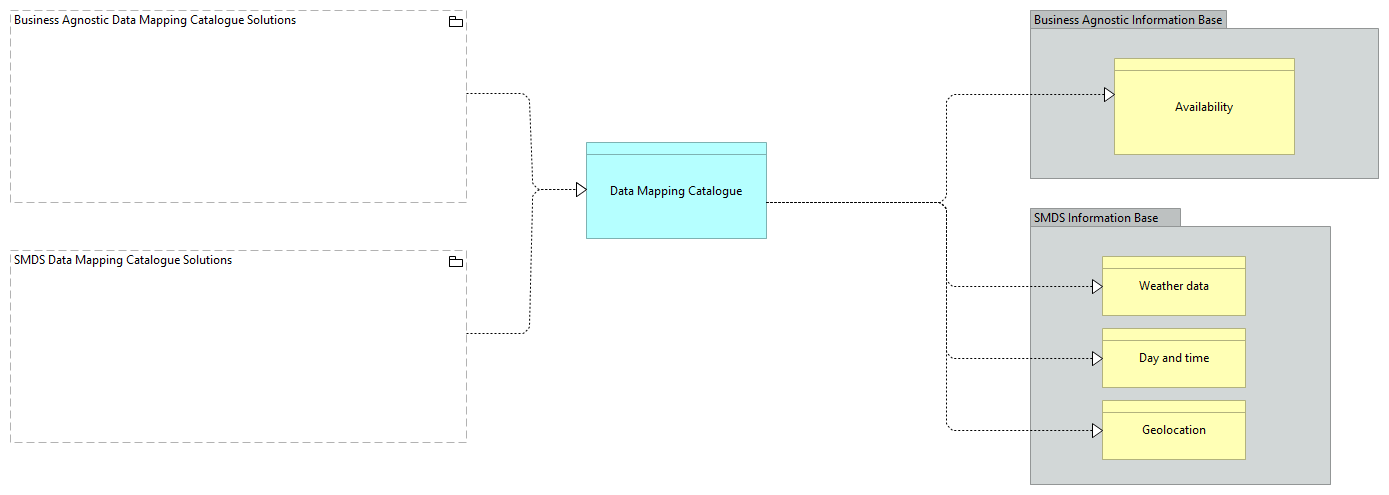 Business Agnostic Data Mapping Catalogue Solutions
SMDS Data Mapping Catalogue Solutions
Data Mapping Catalogue
Business Agnostic Information Base
Availability
SMDS Information Base
Weather data
Day and time
Geolocation